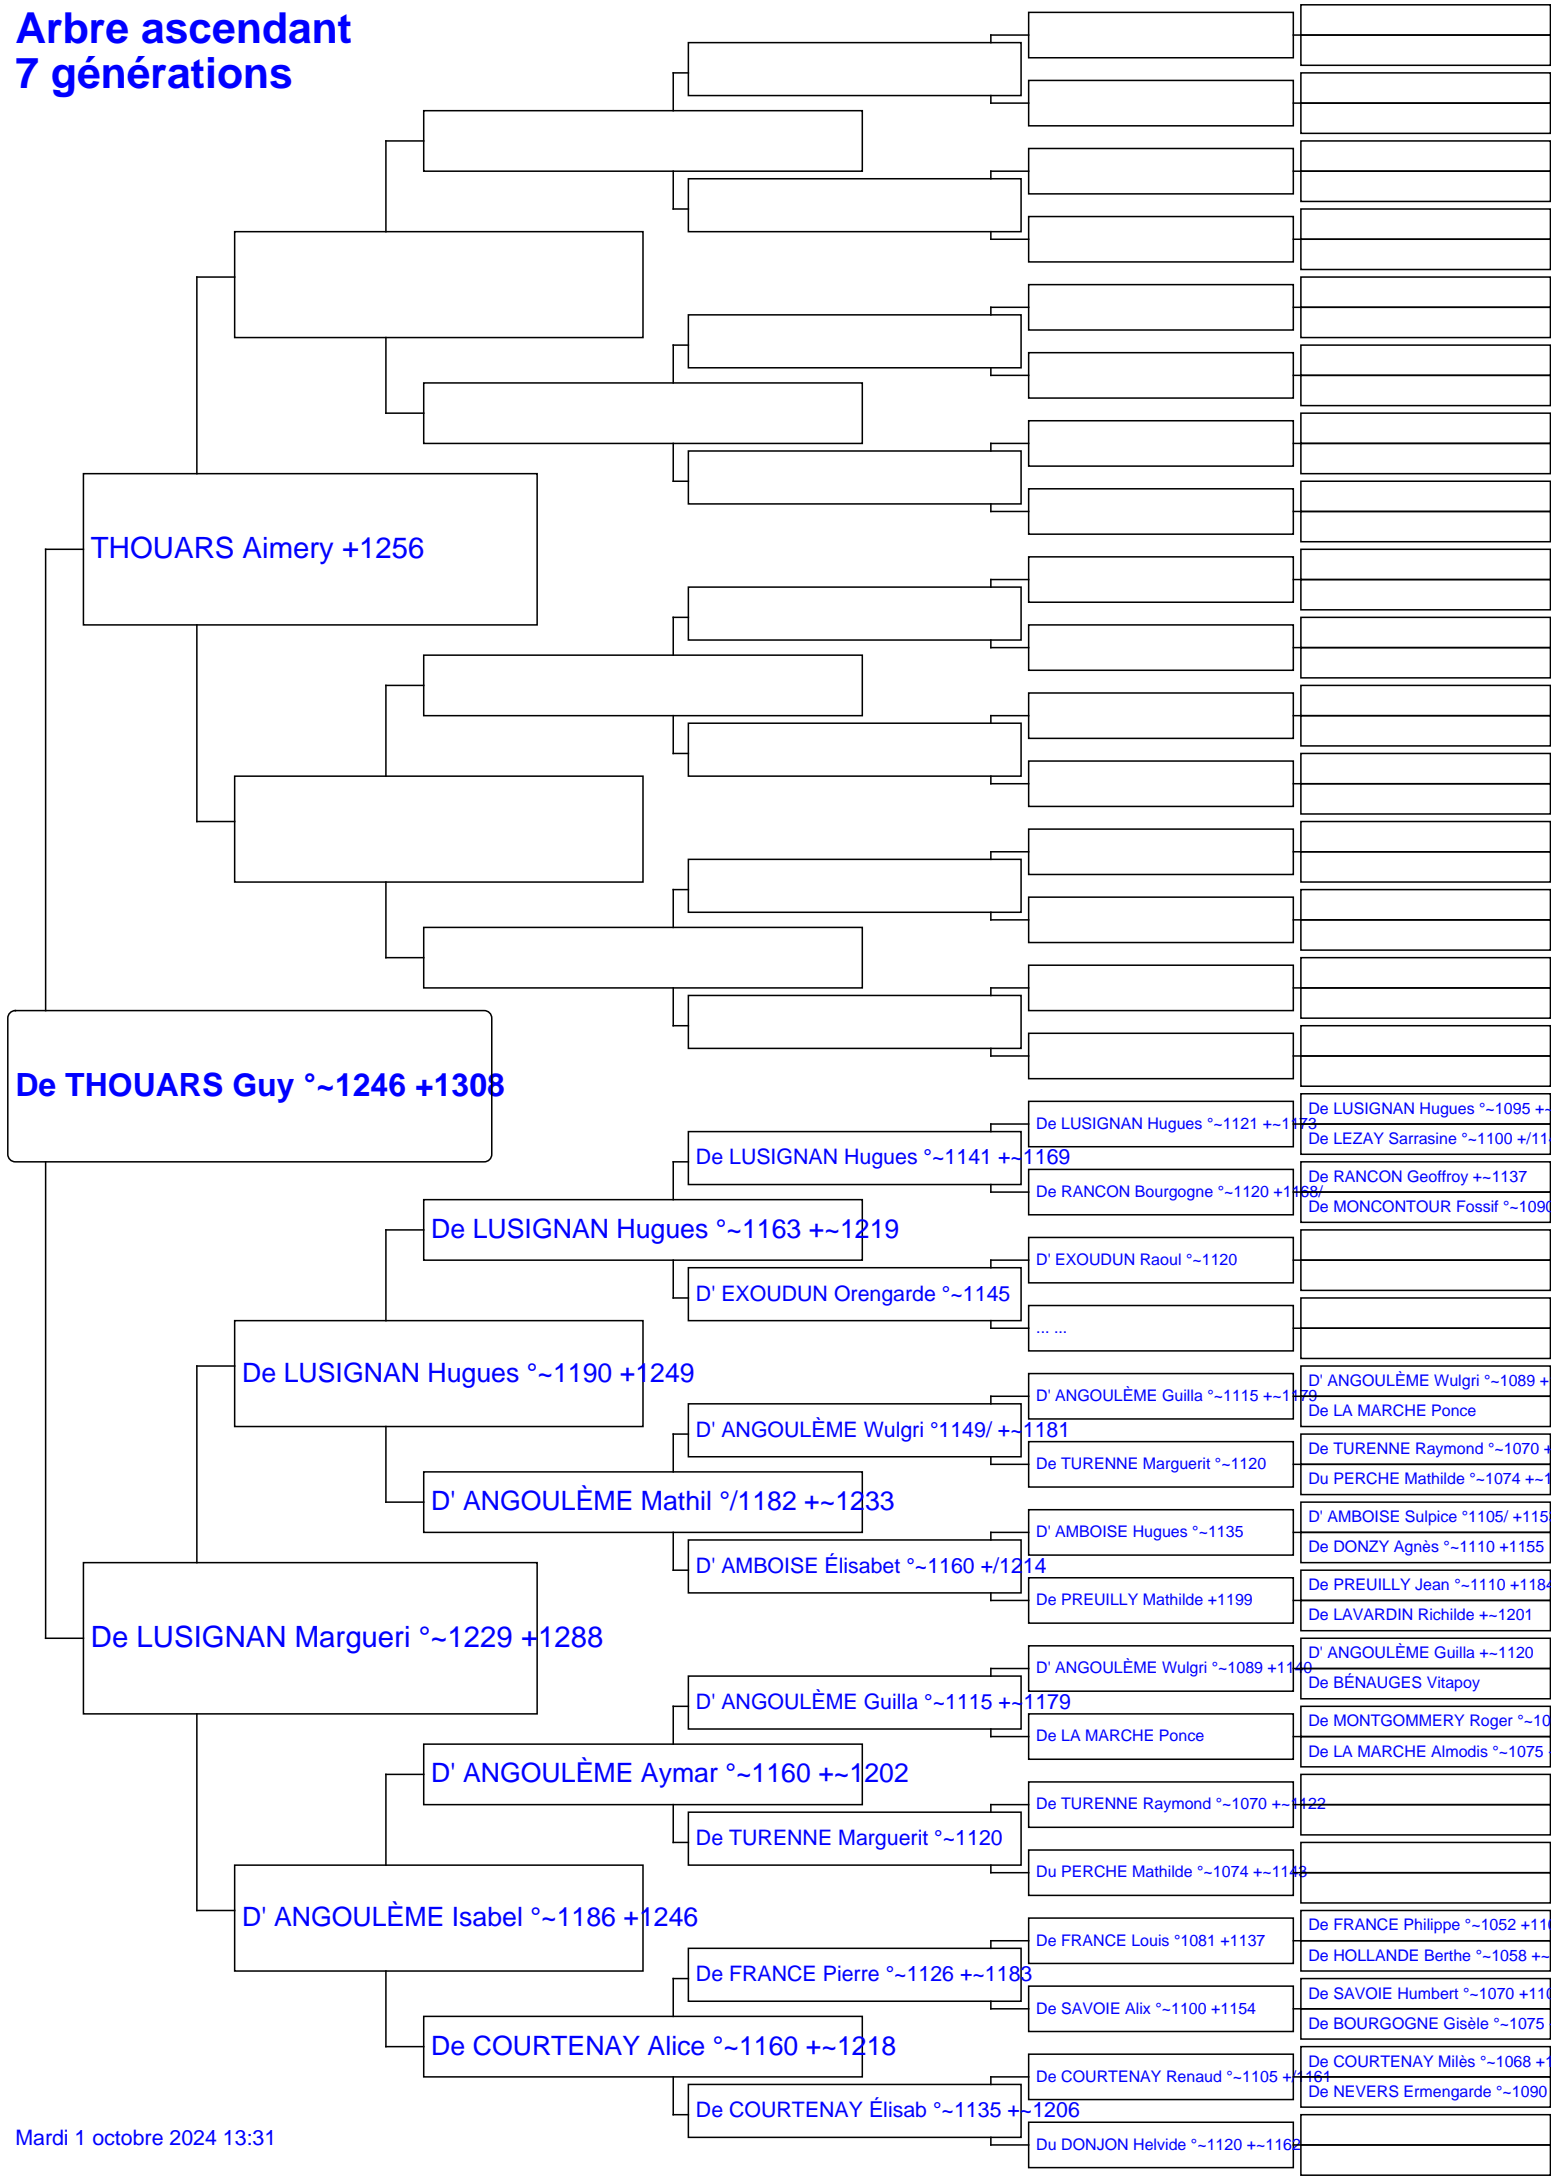 Arbre ascendant
7 générations
THOUARS Aimery +1256
De THOUARS Guy °~1246 +1308
De LUSIGNAN Hugues °~1095 +~
De LUSIGNAN Hugues °~1121 +~1173
De LEZAY Sarrasine °~1100 +/11
De LUSIGNAN Hugues °~1141 +~1169
De RANCON Geoffroy +~1137
De RANCON Bourgogne °~1120 +1168/
De MONCONTOUR Fossif °~1090
De LUSIGNAN Hugues °~1163 +~1219
D' EXOUDUN Raoul °~1120
D' EXOUDUN Orengarde °~1145
... ...
De LUSIGNAN Hugues °~1190 +1249
D' ANGOULÈME Wulgri °~1089 +
D' ANGOULÈME Guilla °~1115 +~1179
De LA MARCHE Ponce
D' ANGOULÈME Wulgri °1149/ +~1181
De TURENNE Raymond °~1070 +
De TURENNE Marguerit °~1120
Du PERCHE Mathilde °~1074 +~1
D' ANGOULÈME Mathil °/1182 +~1233
D' AMBOISE Sulpice °1105/ +115
D' AMBOISE Hugues °~1135
De DONZY Agnès °~1110 +1155
D' AMBOISE Élisabet °~1160 +/1214
De PREUILLY Jean °~1110 +1184
De PREUILLY Mathilde +1199
De LAVARDIN Richilde +~1201
De LUSIGNAN Margueri °~1229 +1288
D' ANGOULÈME Guilla +~1120
D' ANGOULÈME Wulgri °~1089 +1140
De BÉNAUGES Vitapoy
D' ANGOULÈME Guilla °~1115 +~1179
De MONTGOMMERY Roger °~10
De LA MARCHE Ponce
De LA MARCHE Almodis °~1075
D' ANGOULÈME Aymar °~1160 +~1202
De TURENNE Raymond °~1070 +~1122
De TURENNE Marguerit °~1120
Du PERCHE Mathilde °~1074 +~1143
D' ANGOULÈME Isabel °~1186 +1246
De FRANCE Philippe °~1052 +110
De FRANCE Louis °1081 +1137
De HOLLANDE Berthe °~1058 +~
De FRANCE Pierre °~1126 +~1183
De SAVOIE Humbert °~1070 +110
De SAVOIE Alix °~1100 +1154
De BOURGOGNE Gisèle °~1075
De COURTENAY Alice °~1160 +~1218
De COURTENAY Milès °~1068 +1
De COURTENAY Renaud °~1105 +/1161
De NEVERS Ermengarde °~1090
De COURTENAY Élisab °~1135 +~1206
Du DONJON Helvide °~1120 +~1162
Mardi 1 octobre 2024 13:31